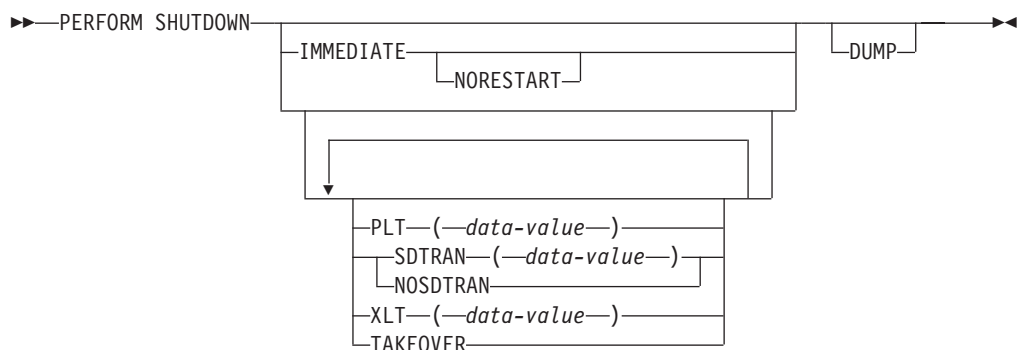 PERFORM SHUTDOWN
IMMEDIATE
NORESTART
DUMP
PLT ( data-value )
SDTRAN ( data-value )
NOSDTRAN
XLT ( data-value )
TAKEOVER